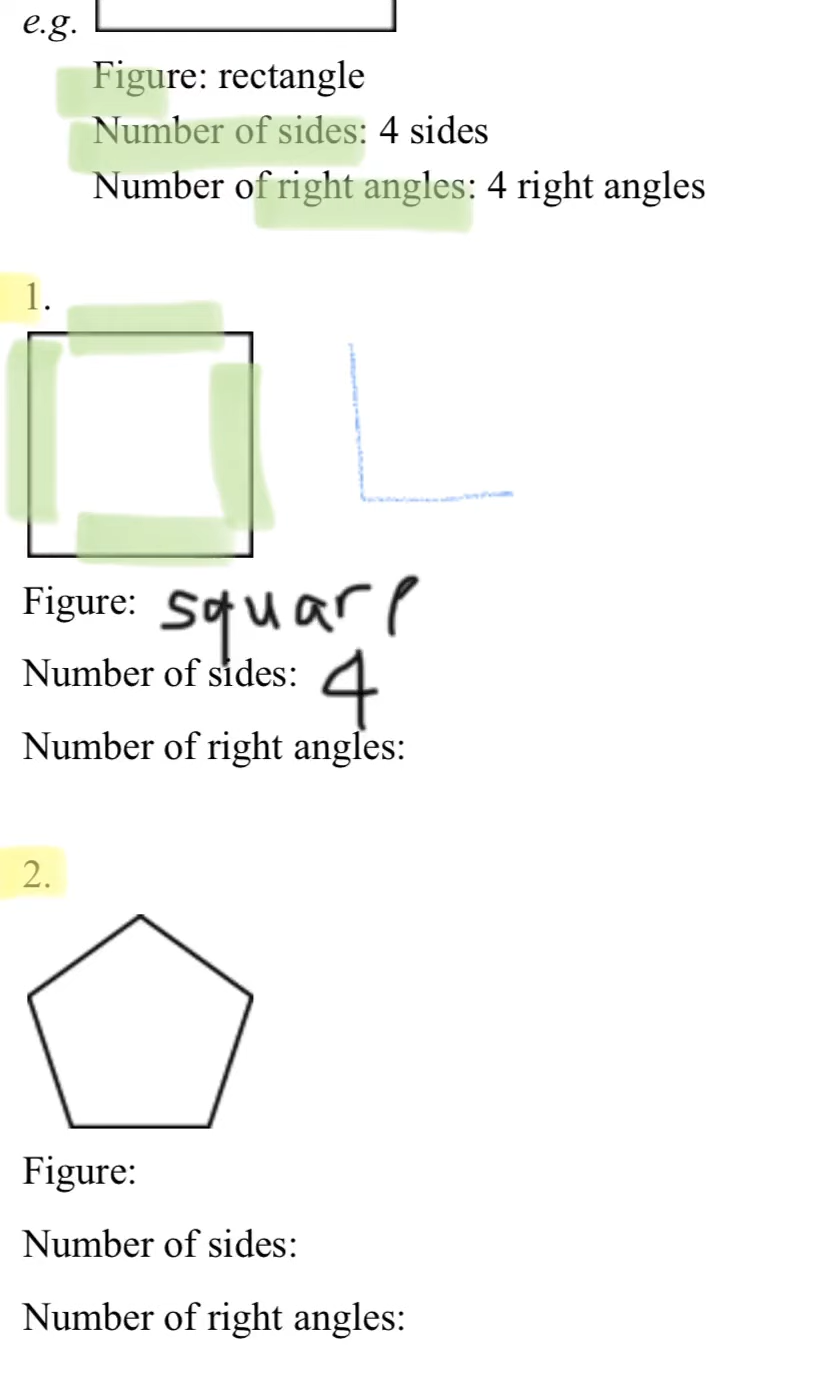 e.g.
Figure: rectangle
Number of sides: 4 sides
Number of right angles: 4 right angles
1.
Figure: square
Number of sides: 4
Number of right angles:
2.
Figure:
Number of sides:
Number of right angles: